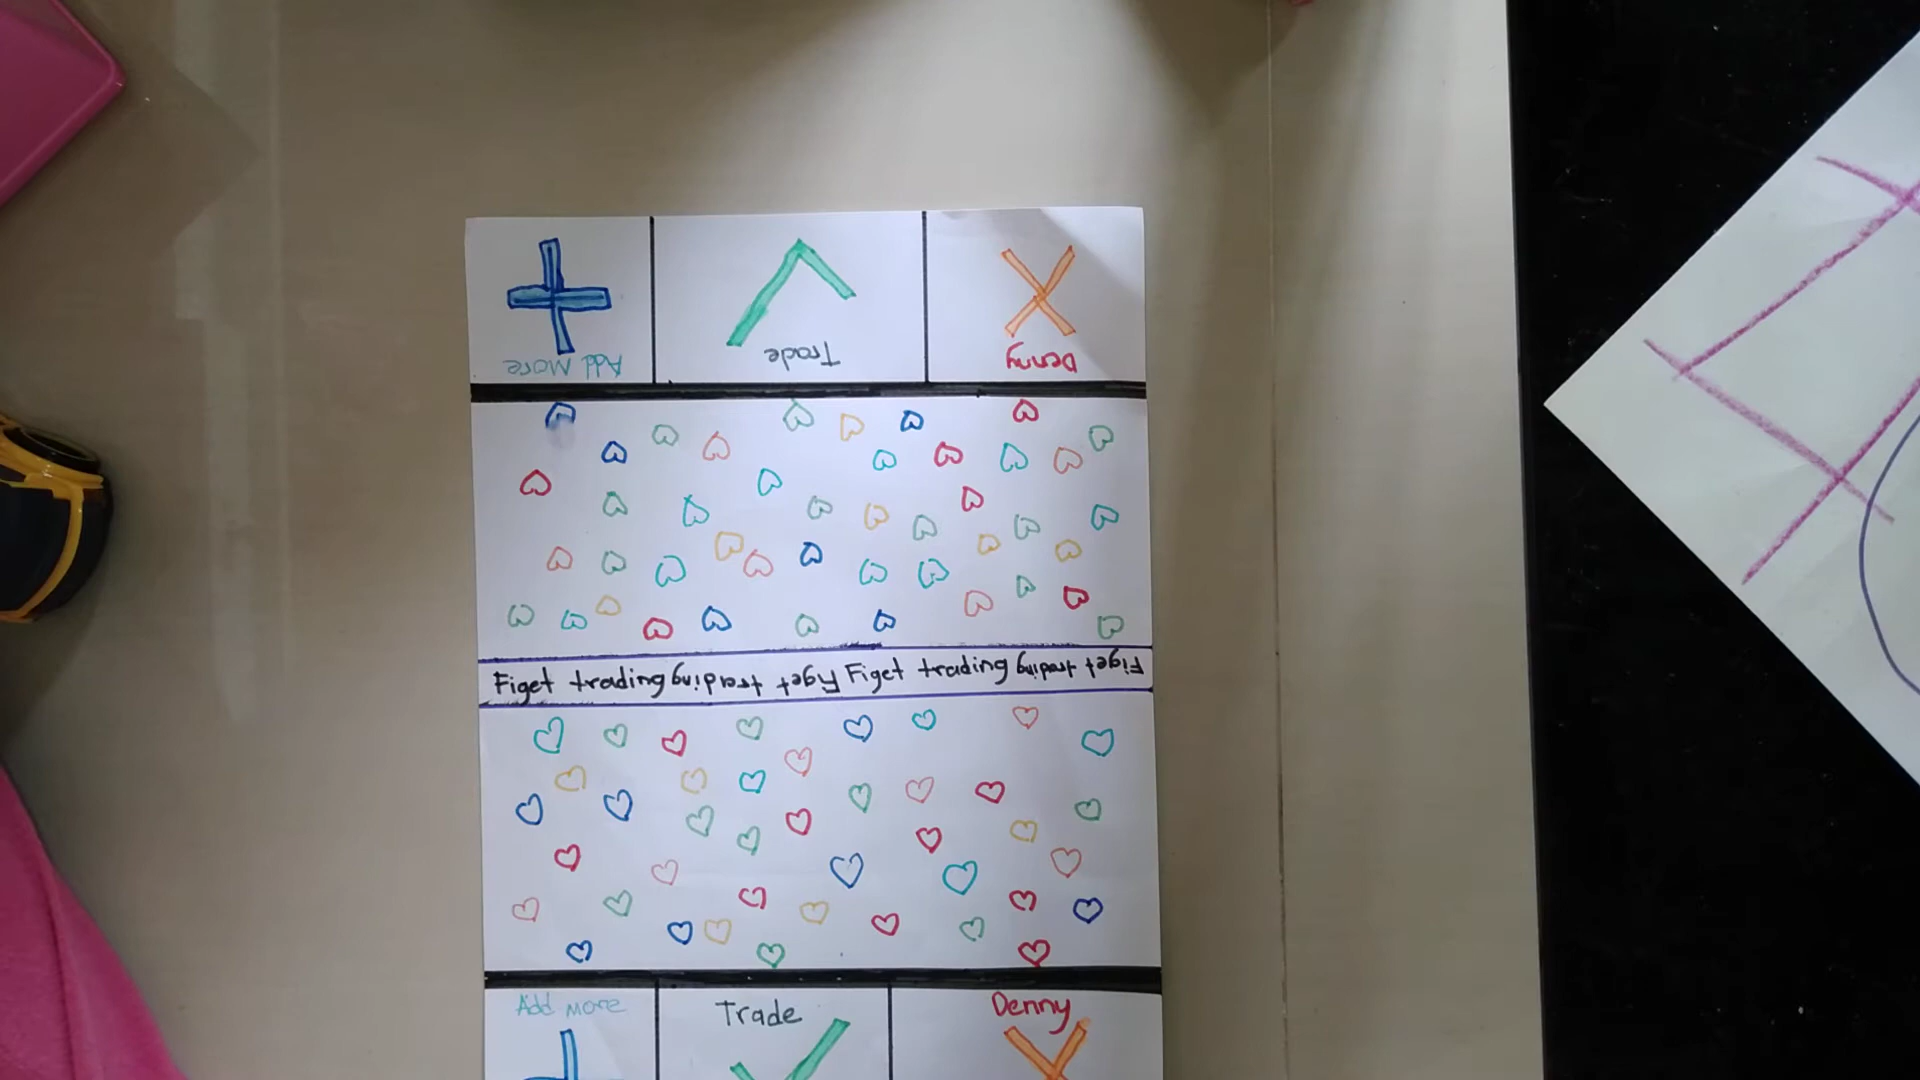 Add More
Trade
Denny
Figet trading Figet trading Figet trading Figet trading
Add more
Trade
Denny